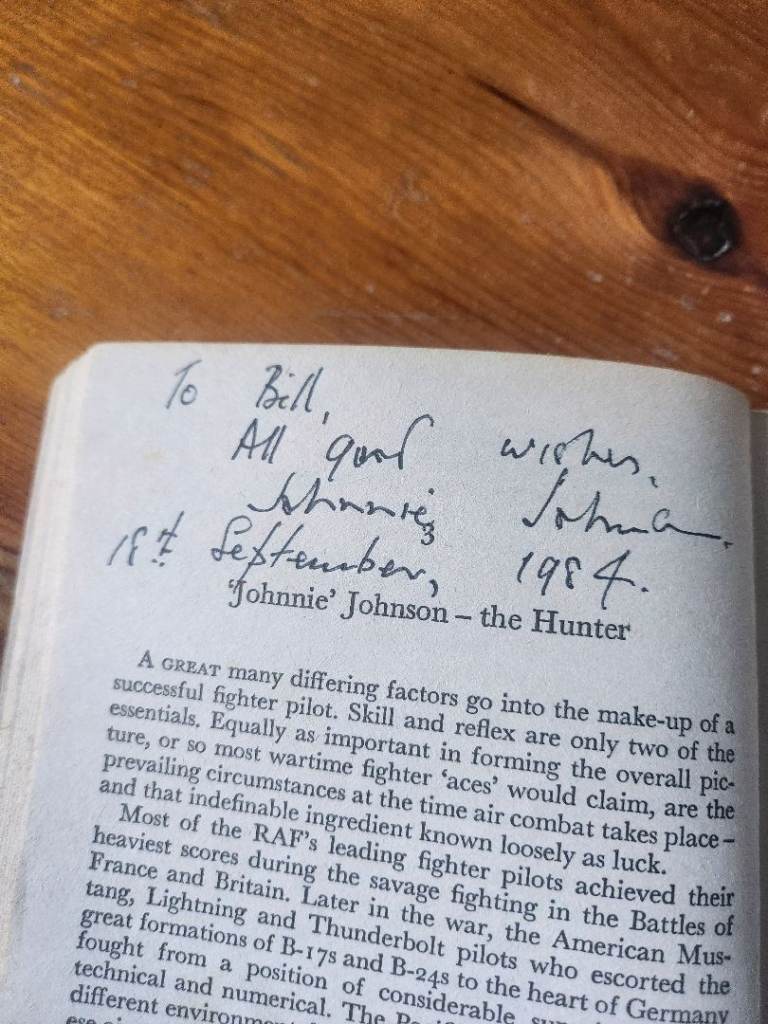 To Bill,
All good wishes.
Johnnie Johnson.
3
18th September, 1984.
‘Johnnie’ Johnson – the Hunter
A GREAT many differing factors go into the make-up of a
successful fighter pilot. Skill and reflex are only two of the
essentials. Equally as important in forming the overall pic-
ture, or so most wartime fighter ‘aces’ would claim, are the
prevailing circumstances at the time air combat takes place –
and that indefinable ingredient known loosely as luck.
Most of the RAF’s leading fighter pilots achieved their
heaviest scores during the savage fighting in the Battles of
France and Britain. Later in the war, the American Mus-
tang, Lightning and Thunderbolt pilots who escorted the
great formations of B-17s and B-24s to the heart of Germany
fought from a position of considerable
technical and numerical. The
different